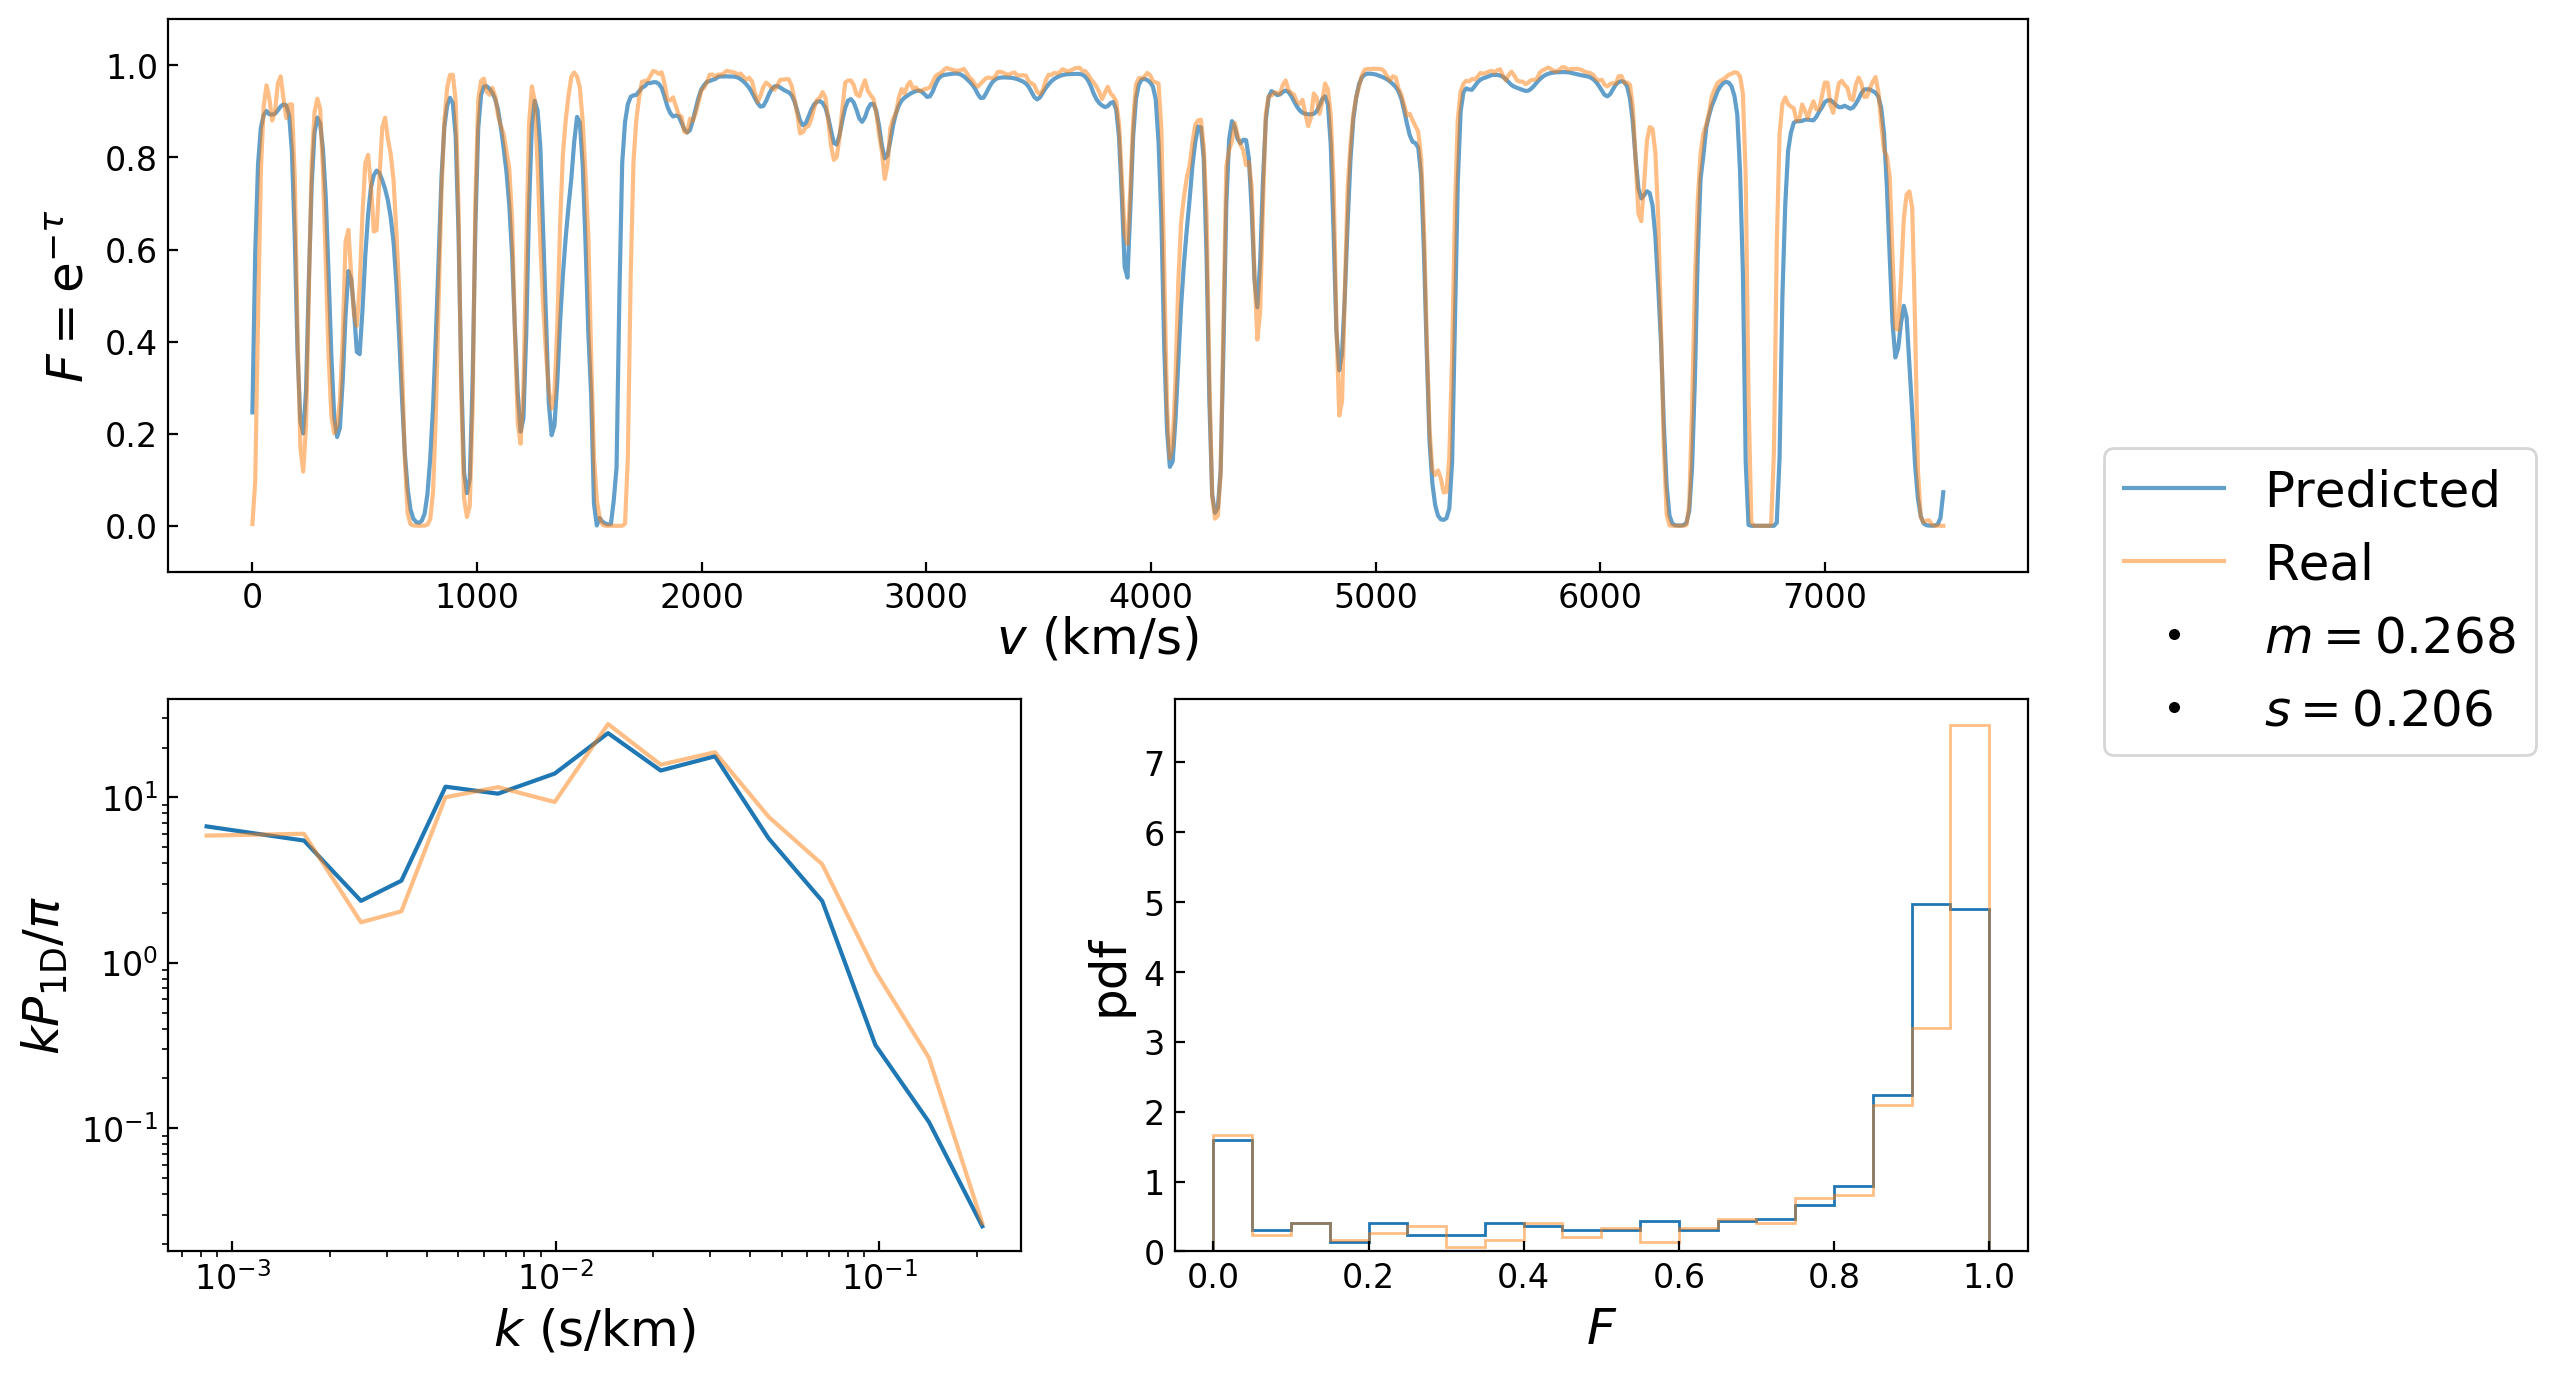 1.0
0.8
0.6
0.4
0.2
0.0
F = e^{−τ}
0 1000 2000 3000 4000 5000 6000 7000
v (km/s)
Predicted
Real
m = 0.268
s = 0.206
10^1
10^0
10^{−1}
kP_{1D}/π
10^{−3} 10^{−2} 10^{−1}
k (s/km)
7
6
5
4
3
2
1
0
pdf
0.0 0.2 0.4 0.6 0.8 1.0
F